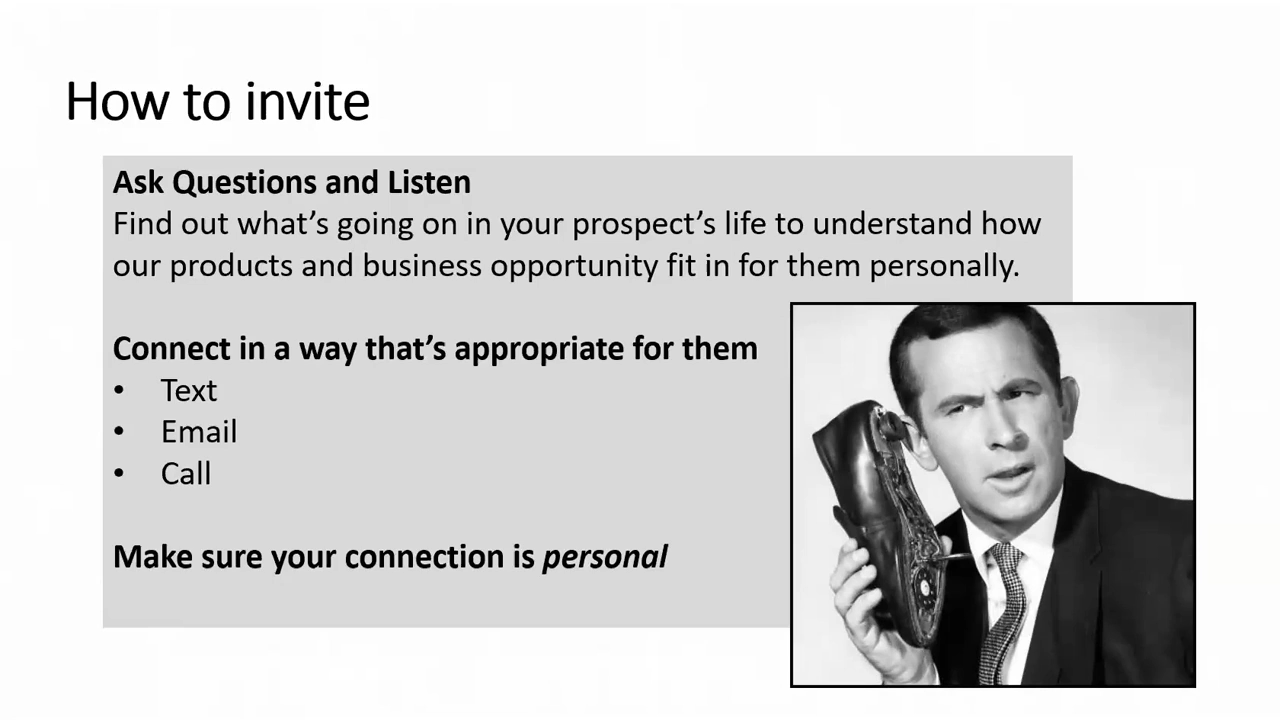 How to invite
Ask Questions and Listen
Find out what’s going on in your prospect’s life to understand how
our products and business opportunity fit in for them personally.
Connect in a way that’s appropriate for them
• Text
• Email
• Call
Make sure your connection is personal